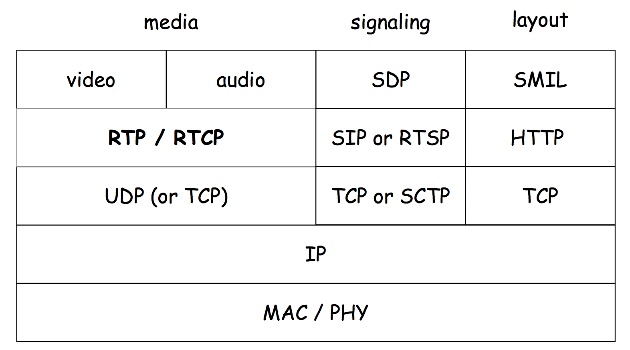 media signaling layout
video audio SDP SMIL
RTP / RTCP SIP or RTSP HTTP
UDP (or TCP) TCP or SCTP TCP
IP
MAC / PHY